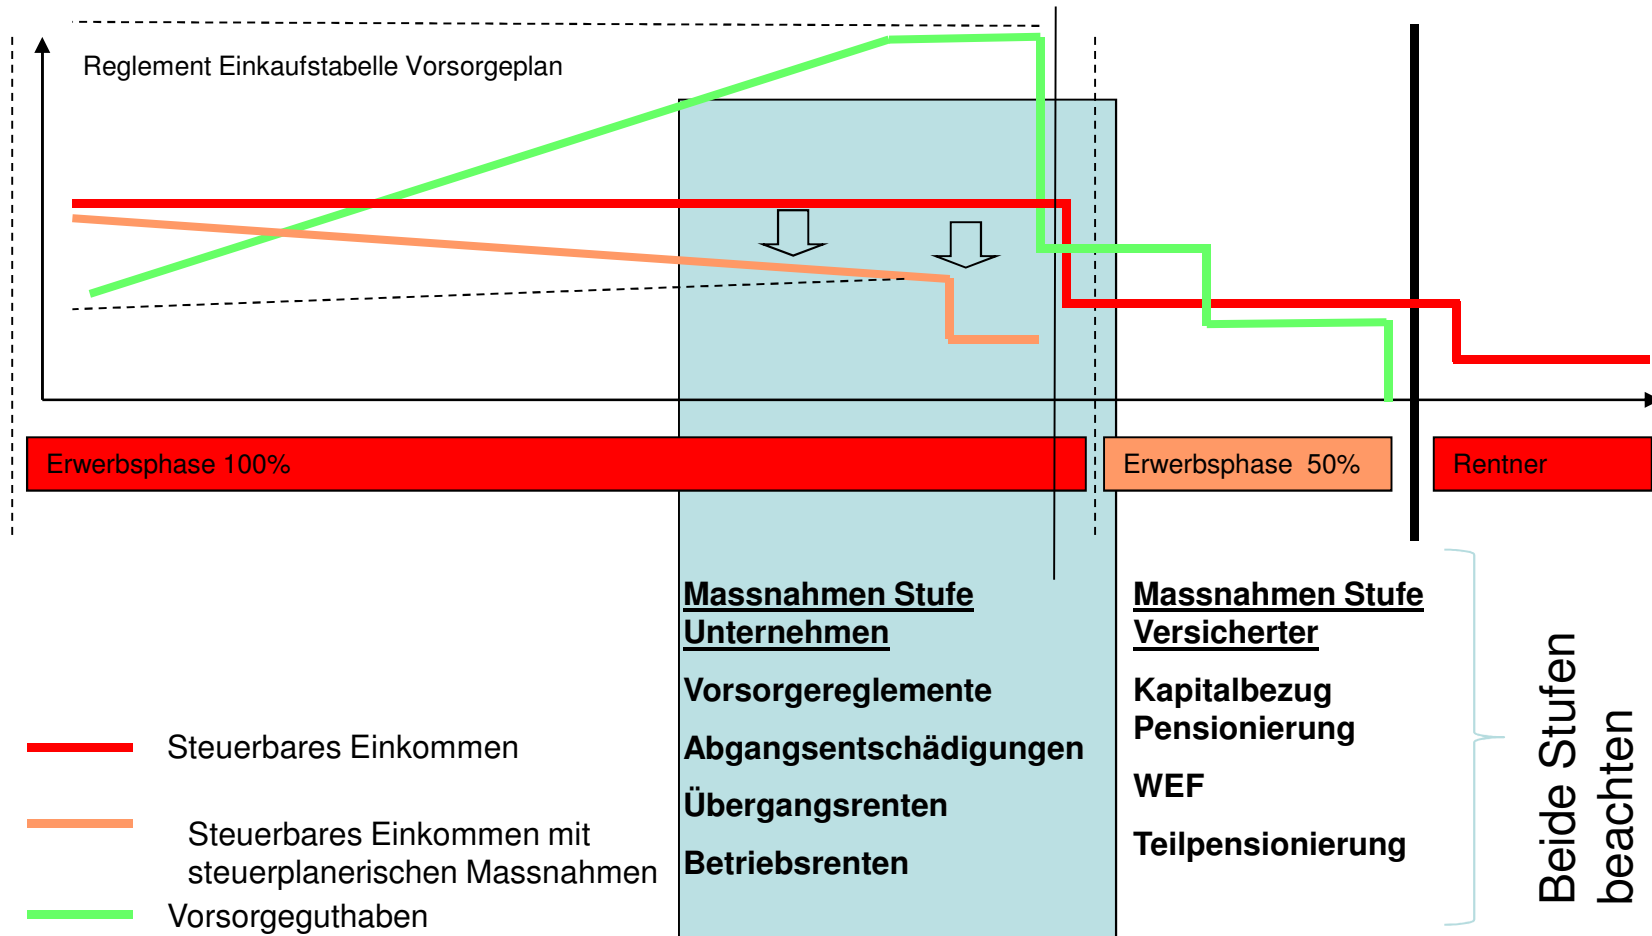 Reglement Einkaufstabelle Vorsorgeplan
Erwerbsphase 100%
Erwerbsphase 50%
Rentner
Massnahmen Stufe
Unternehmen
Vorsorgereglemente
Abgangsentschädigungen
Übergangsrenten
Betriebsrenten
Massnahmen Stufe
Versicherter
Kapitalbezug
Pensionierung
WEF
Teilpensionierung
Beide Stufen
beachten
Steuerbares Einkommen
Steuerbares Einkommen mit
steuerplanerischen Massnahmen
Vorsorgeguthaben